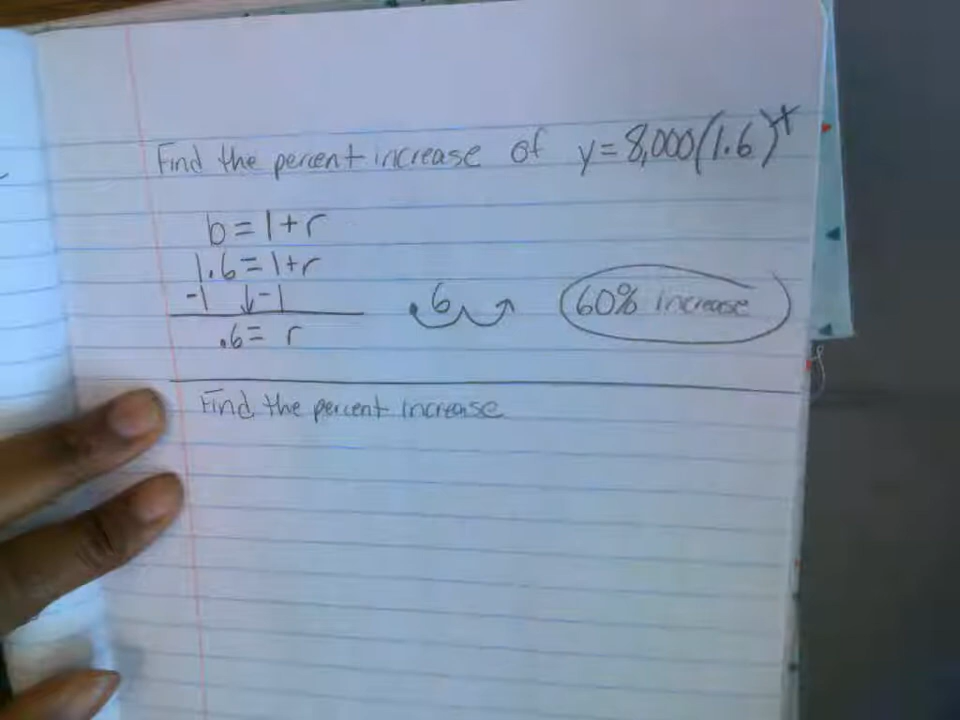 Find the percent increase of y=8,000(1.6)^t
b=1+r
1.6=1+r
-1 ↓-1
.6= r
.6
60% increase
Find the percent increase